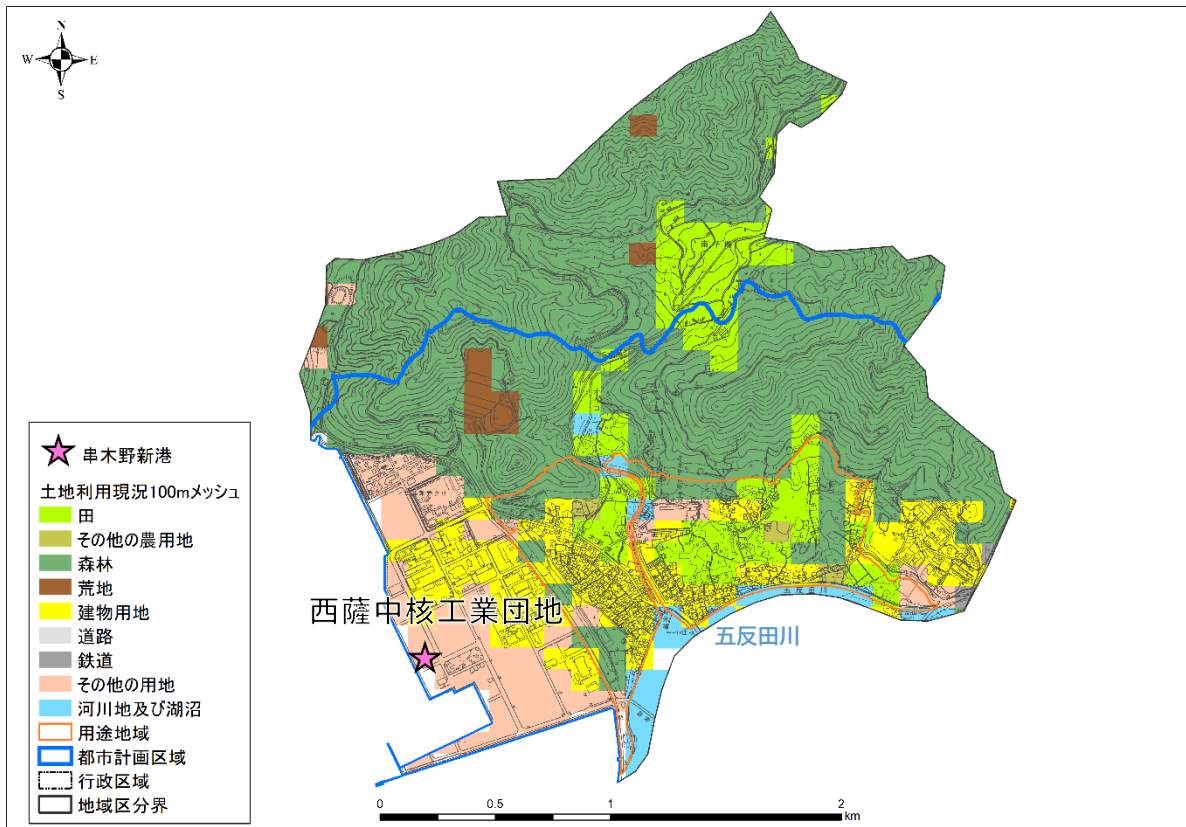 N
W E
S
串木野新港
土地利用現況100mメッシュ
田
その他の農用地
森林
荒地
建物用地
道路
鉄道
その他の用地
河川地及び湖沼
用途地域
都市計画区域
行政区域
地域区分界
西薩中核工業団地
五反田川
0 0.5 1 2
km